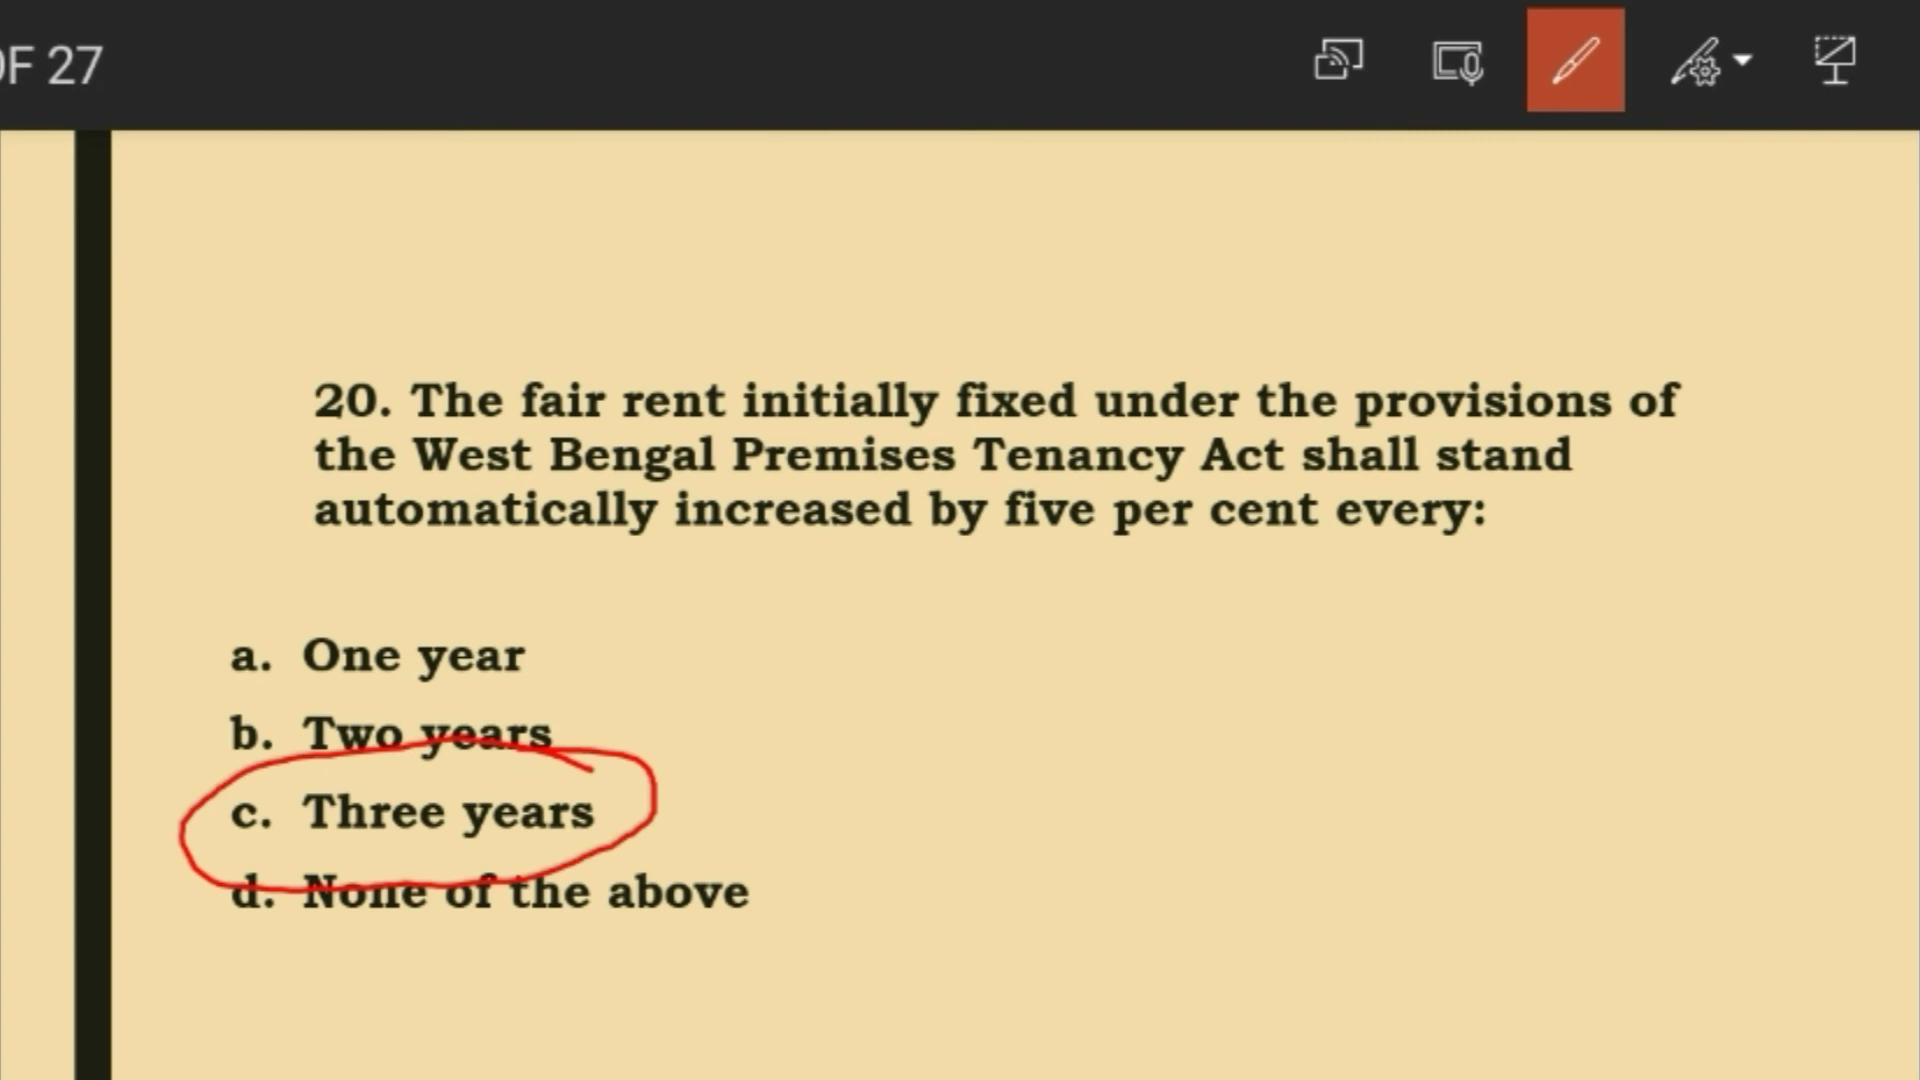 OF 27
20. The fair rent initially fixed under the provisions of
the West Bengal Premises Tenancy Act shall stand
automatically increased by five per cent every:
a. One year
b. Two years
c. Three years
d. None of the above